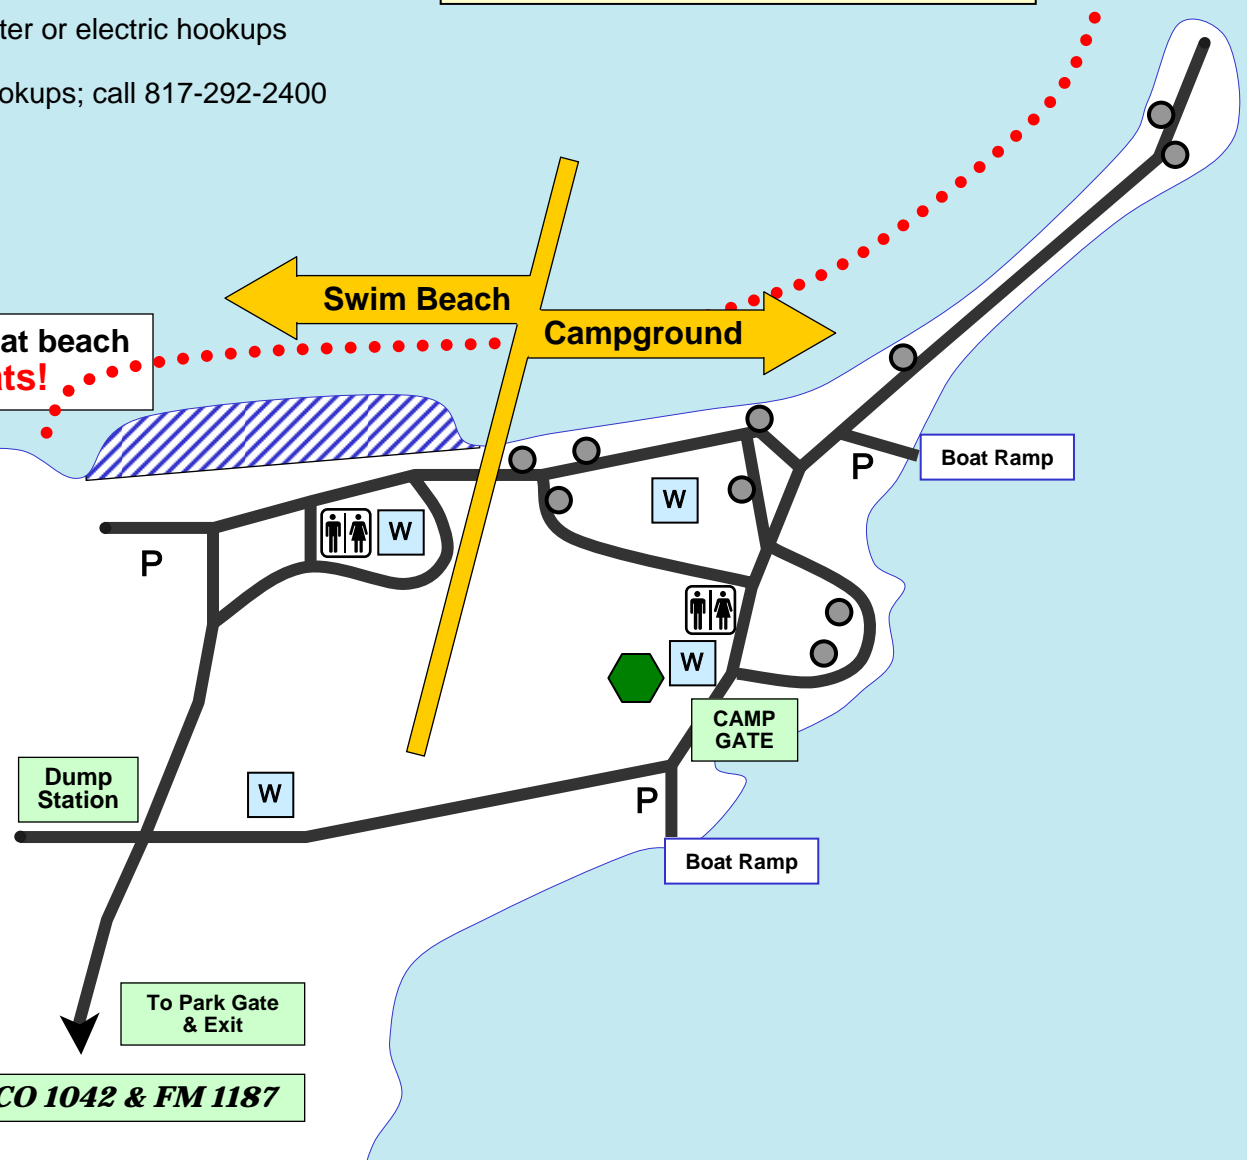 ter or electric hookups
okups; call 817-292-2400
Swim Beach
Campground
at beach
ts!
Boat Ramp
P
W
W
P
W
CAMP
GATE
Dump
Station
W
P
Boat Ramp
To Park Gate
& Exit
CO 1042 & FM 1187